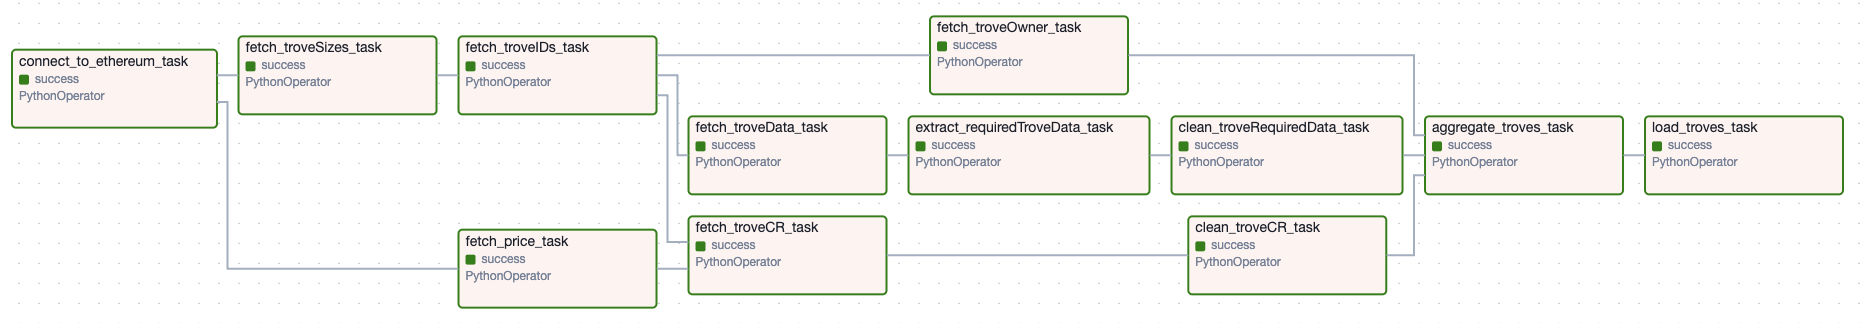 connect_to_ethereum_task
success
PythonOperator
fetch_troveSizes_task
success
PythonOperator
fetch_troveIDs_task
success
PythonOperator
fetch_troveOwner_task
success
PythonOperator
fetch_troveData_task
success
PythonOperator
extract_requiredTroveData_task
success
PythonOperator
clean_troveRequiredData_task
success
PythonOperator
aggregate_troves_task
success
PythonOperator
load_troves_task
success
PythonOperator
fetch_price_task
success
PythonOperator
fetch_troveCR_task
success
PythonOperator
clean_troveCR_task
success
PythonOperator